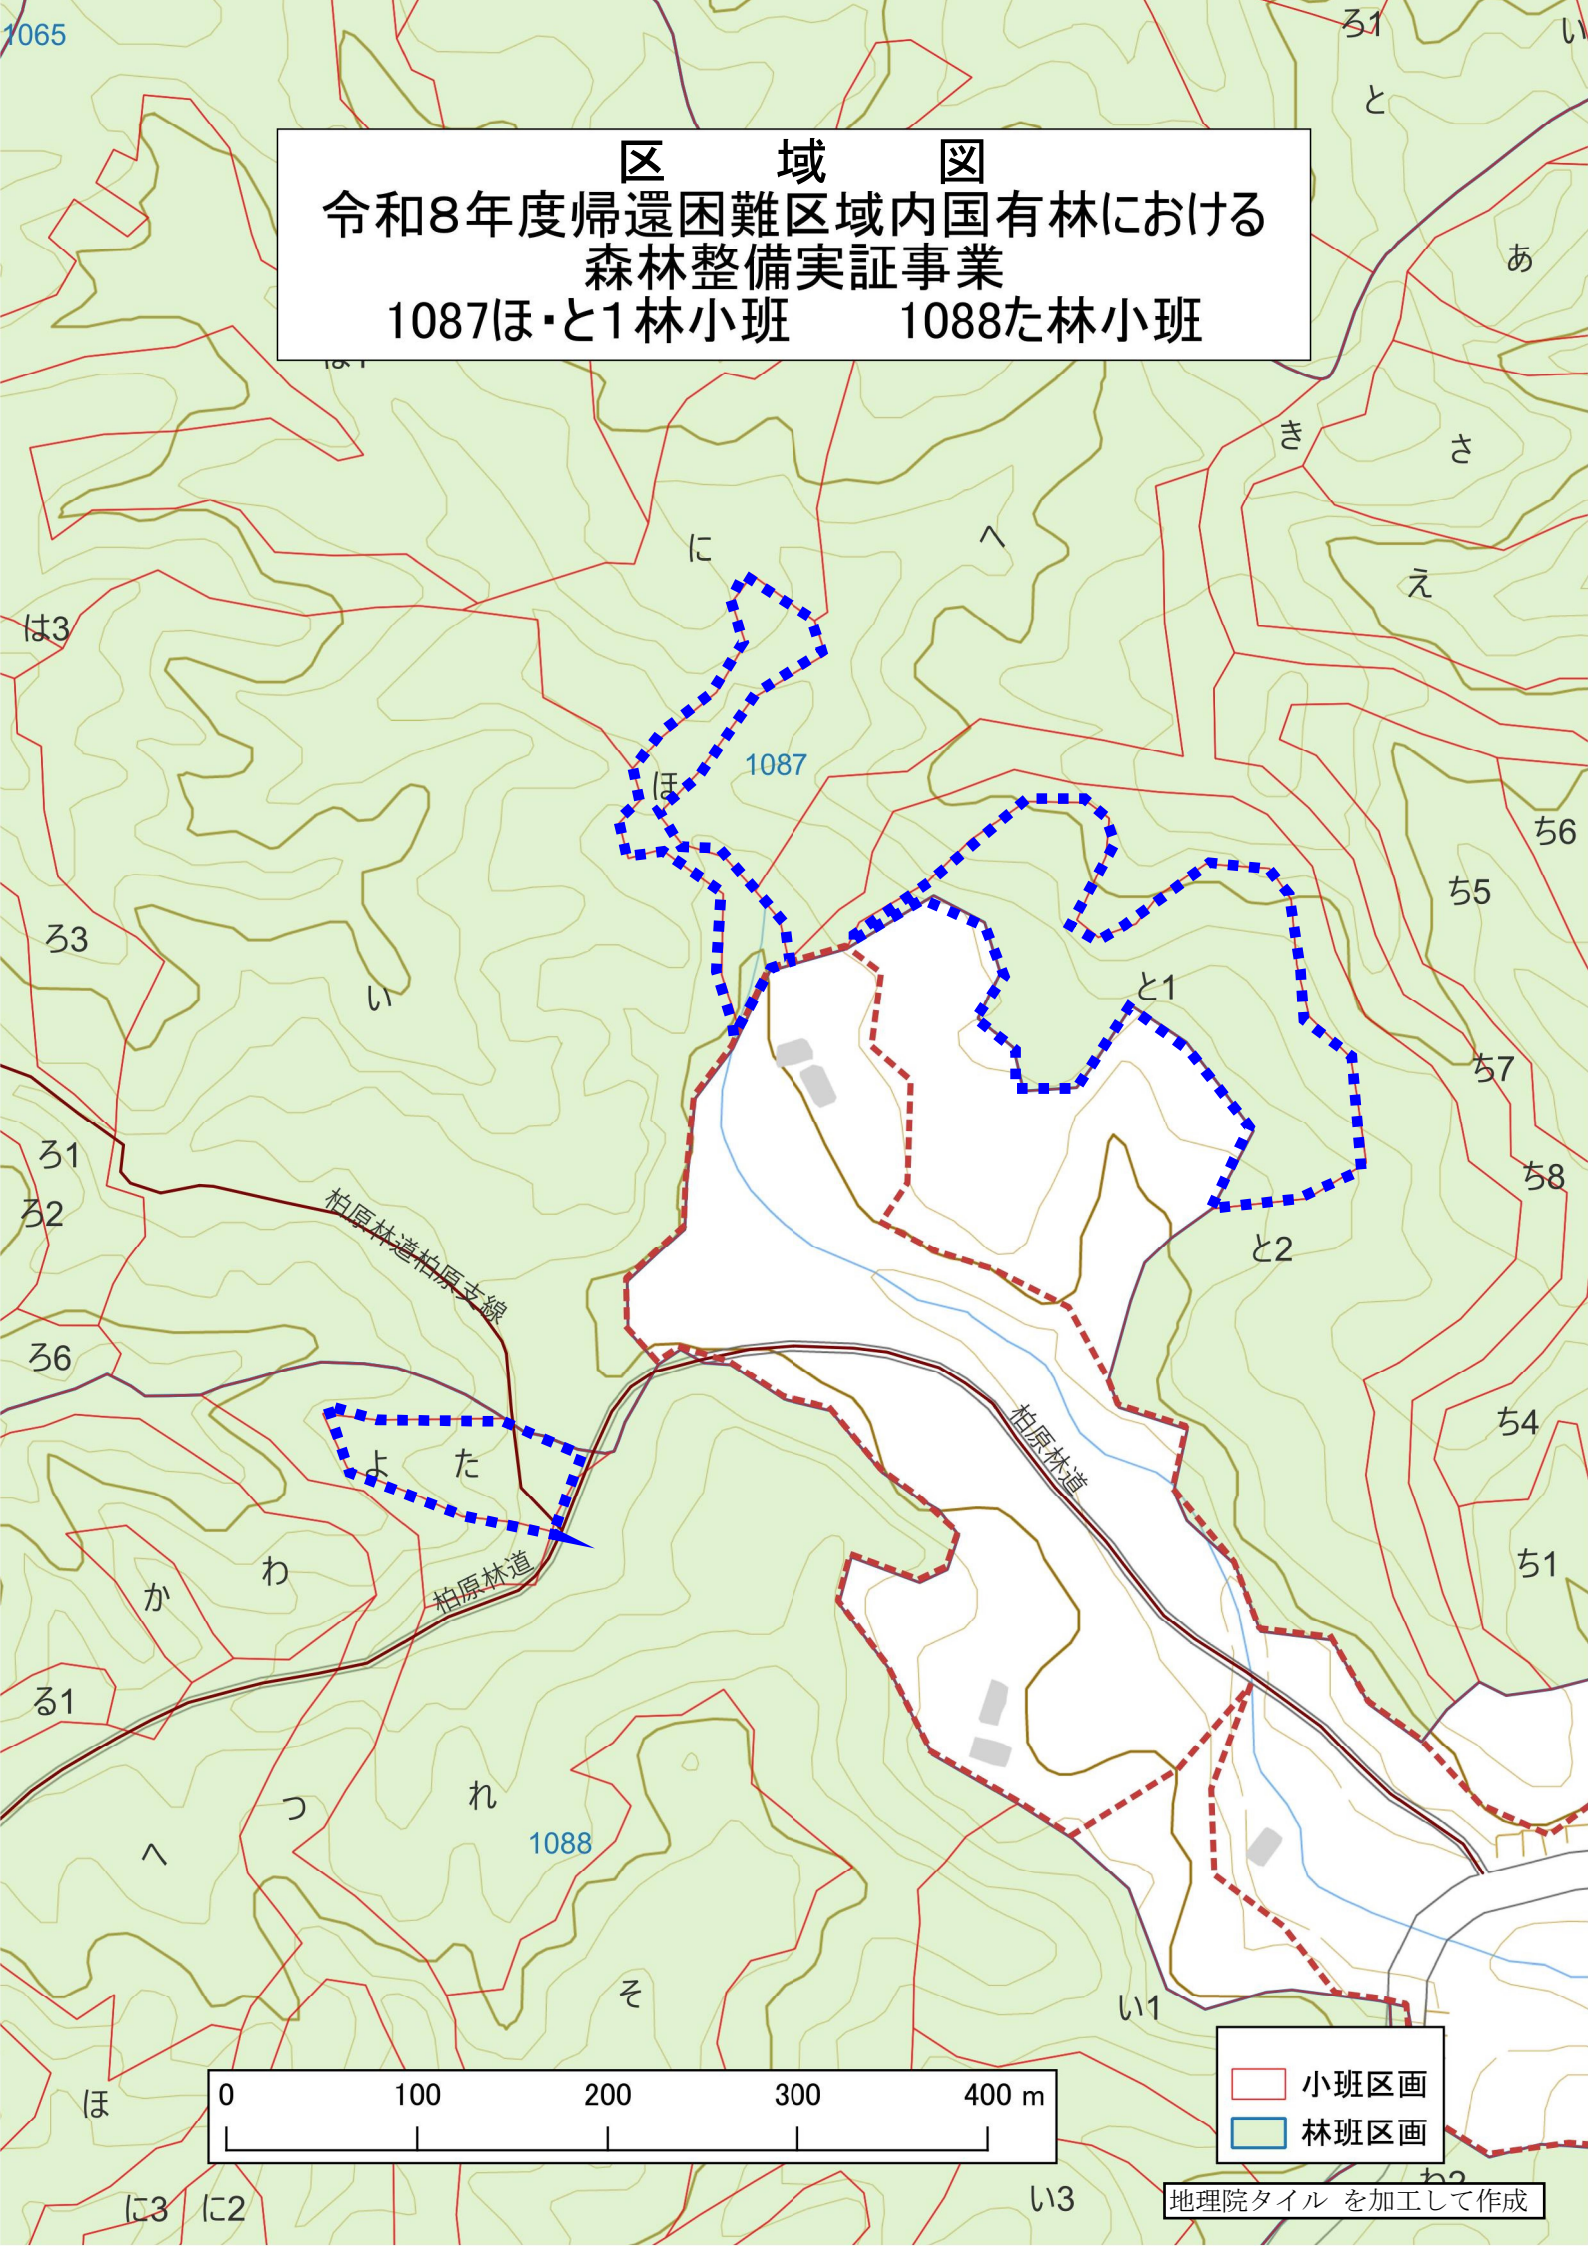 1065
ろ1
い
と
区 域 図
令和８年度帰還困難区域内国有林における
森林整備実証事業
1087ほ・と１林小班 1088た林小班
あ
き
さ
に
へ
え
は3
1087
ほ
ち6
ち5
ろ3
い
と1
ち7
ろ1
ち8
ろ2
柏原林道柏原支線
と2
ろ6
柏原林道
ち4
よ
た
ち1
わ
か
柏原林道
る1
れ
つ
1088
へ
そ
い1
小班区画
林班区画
0 100 200 300 400 m
ほ
に3
に2
い3
地理院タイル を加工して作成